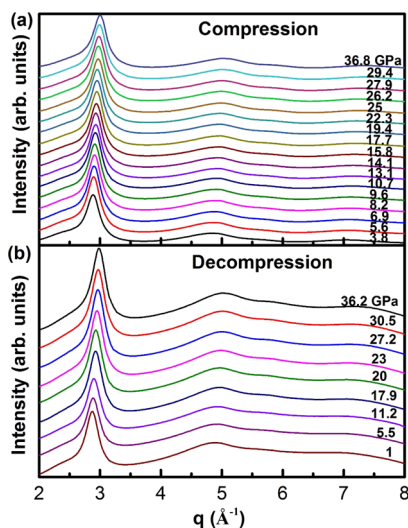 (a)
Compression
Intensity (arb. units)
36.8 GPa
29.4
27.9
26.2
25
22.3
19.4
17.7
15.8
14.1
13.1
10.7
9.6
8.2
6.9
5.6
3.8
(b)
Decompression
Intensity (arb. units)
36.2 GPa
30.5
27.2
23
20
17.9
11.2
5.5
1
2 3 4 5 6 7 8
q (Å⁻¹)